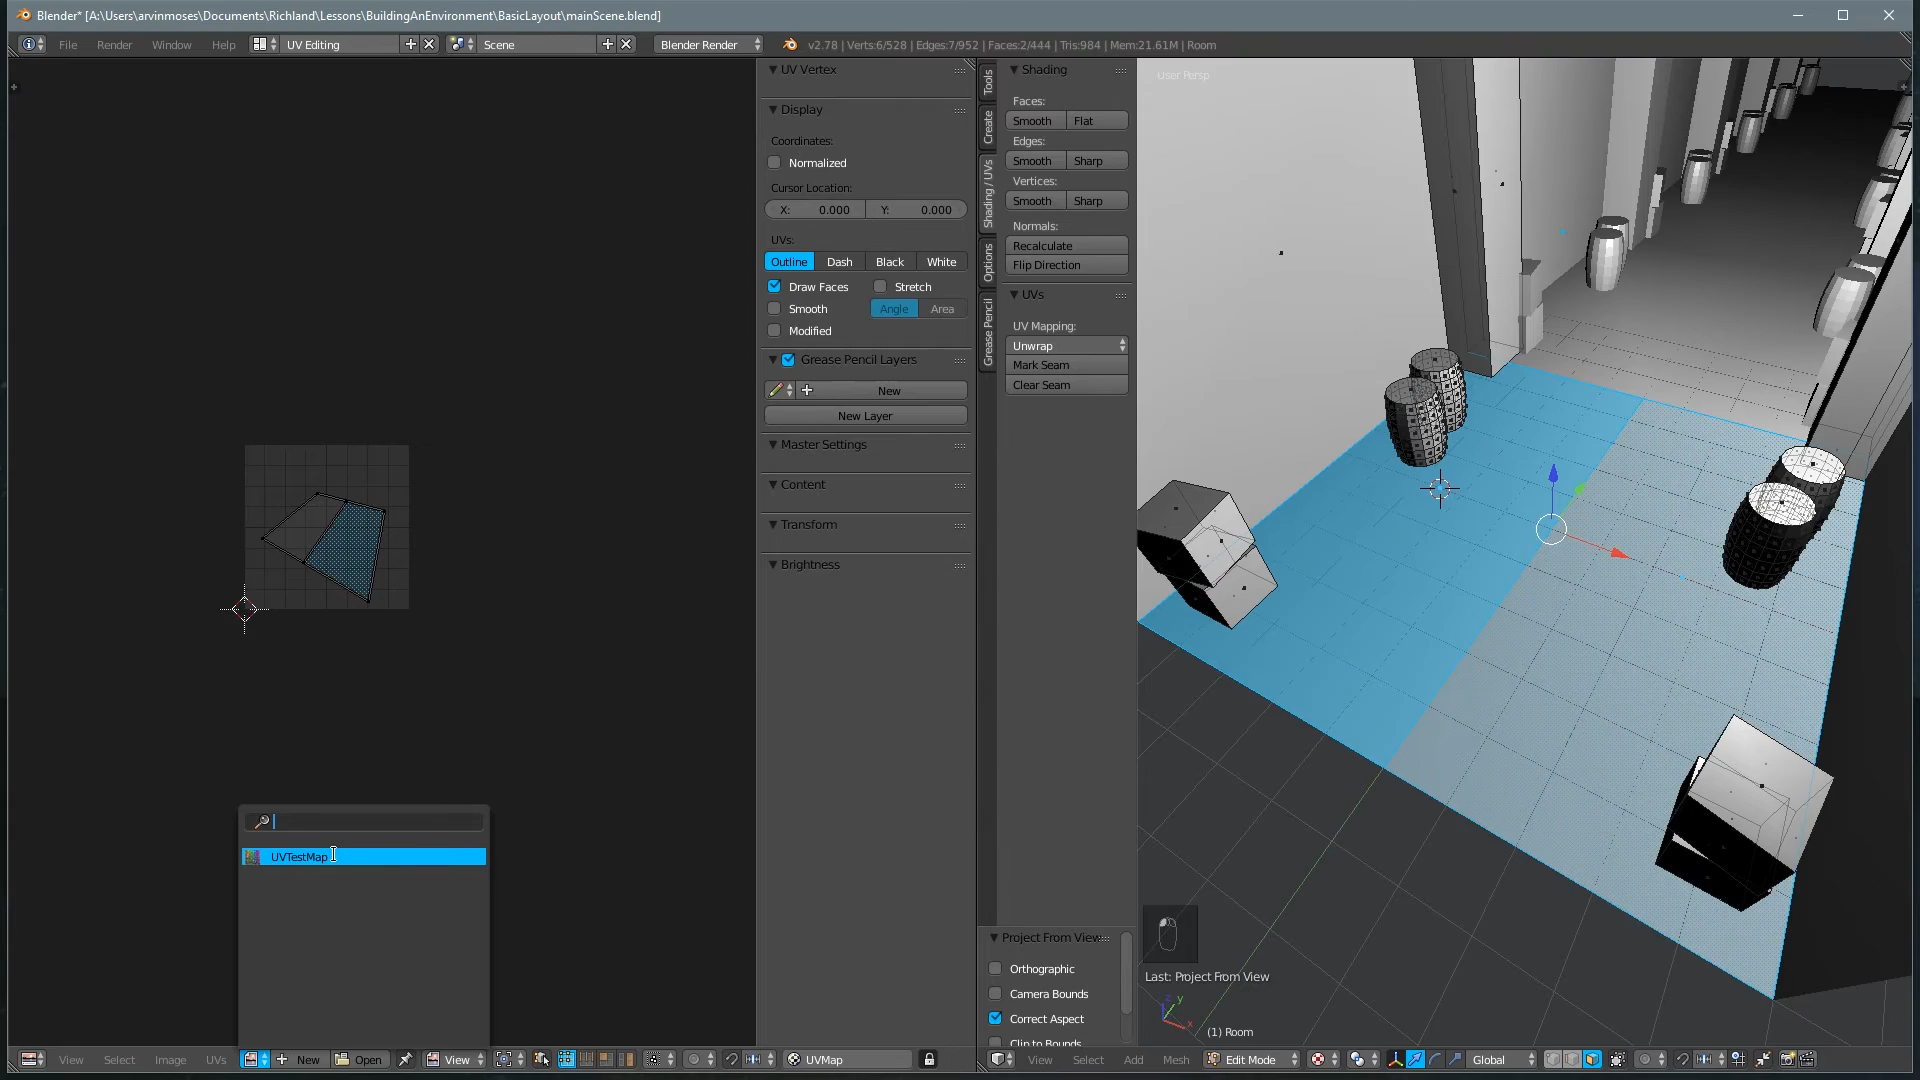 Blender* [A:\Users\arvinmoses\Documents\Richland\Lessons\BuildingAnEnvironment\BasicLayout\mainScene.blend]
File Render Window Help UV Editing Scene Blender Render v2.78 | Verts:6/528 | Edges:7/952 | Faces:2/444 | Tris:984 | Mem:21.61M | Room
UV Vertex
Display
Coordinates:
Normalized
Cursor Location:
X: 0.000 Y: 0.000
UVs:
Outline Dash Black White
Draw Faces Stretch
Smooth Angle Area
Modified
Grease Pencil Layers
New
New Layer
Master Settings
Content
Transform
Brightness
Tools
Create
Shading / UVs
Options
Grease Pencil
Shading
Faces:
Smooth Flat
Edges:
Smooth Sharp
Vertices:
Smooth Sharp
Normals:
Recalculate
Flip Direction
UVs
UV Mapping:
Unwrap
Mark Seam
Clear Seam
Project From View
Orthographic
Camera Bounds
Correct Aspect
Clip to Bounds
User Persp
Last: Project From View
z y x
(1) Room
UVTestMap
View Select Image UVs New Open View UVMap
View Select Add Mesh Edit Mode Global